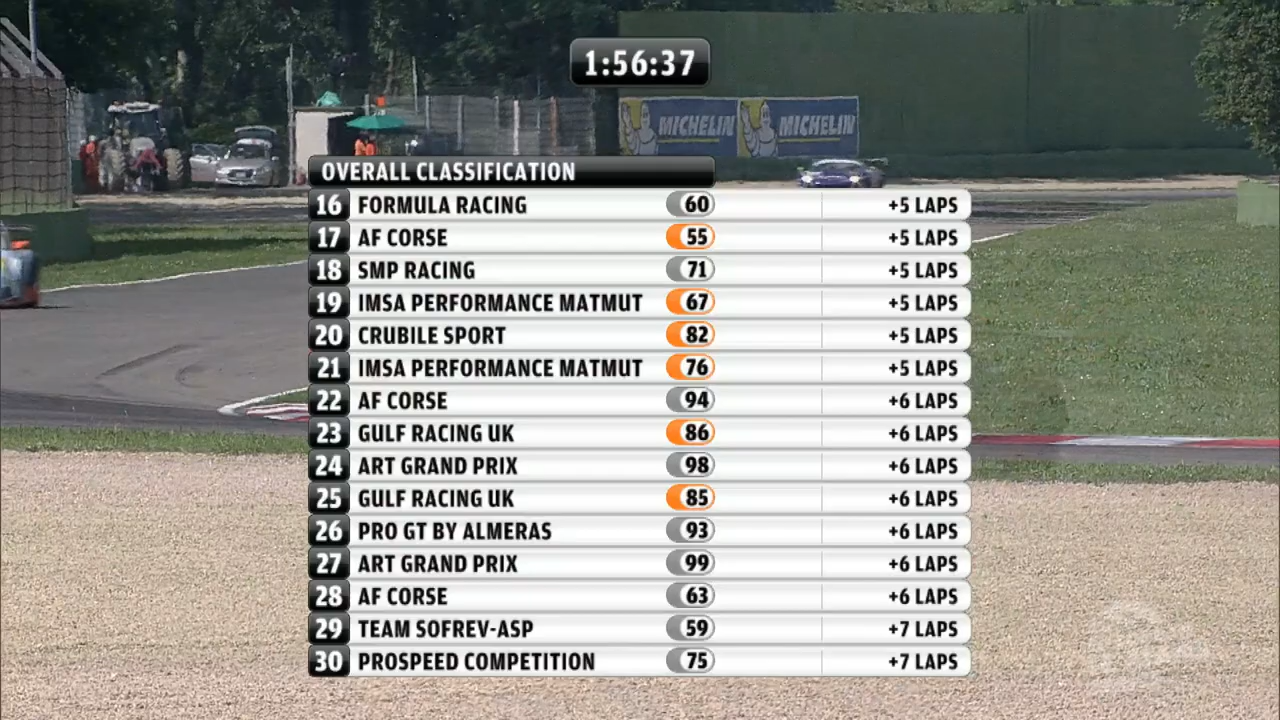 1:56:37
MICHELIN MICHELIN
OVERALL CLASSIFICATION
16 FORMULA RACING 60 +5 LAPS
17 AF CORSE 55 +5 LAPS
18 SMP RACING 71 +5 LAPS
19 IMSA PERFORMANCE MATMUT 67 +5 LAPS
20 CRUBILE SPORT 82 +5 LAPS
21 IMSA PERFORMANCE MATMUT 76 +5 LAPS
22 AF CORSE 94 +6 LAPS
23 GULF RACING UK 86 +6 LAPS
24 ART GRAND PRIX 98 +6 LAPS
25 GULF RACING UK 85 +6 LAPS
26 PRO GT BY ALMERAS 93 +6 LAPS
27 ART GRAND PRIX 99 +6 LAPS
28 AF CORSE 63 +6 LAPS
29 TEAM SOFREV-ASP 59 +7 LAPS
30 PROSPEED COMPETITION 75 +7 LAPS